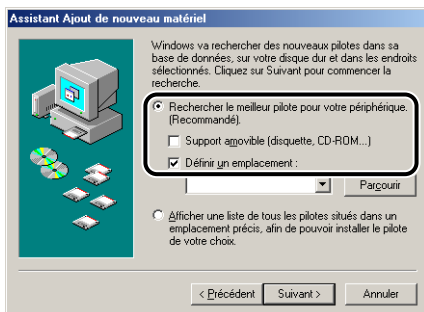 Assistant Ajout de nouveau matériel
Windows va rechercher des nouveaux pilotes dans sa
base de données, sur votre disque dur et dans les endroits
sélectionnés. Cliquez sur Suivant pour commencer la
recherche.
Rechercher le meilleur pilote pour votre périphérique.
(Recommandé).
Support amovible (disquette, CD-ROM...)
Définir un emplacement :
Parcourir
Afficher une liste de tous les pilotes situés dans un
emplacement précis, afin de pouvoir installer le pilote
de votre choix.
< Précédent
Suivant >
Annuler